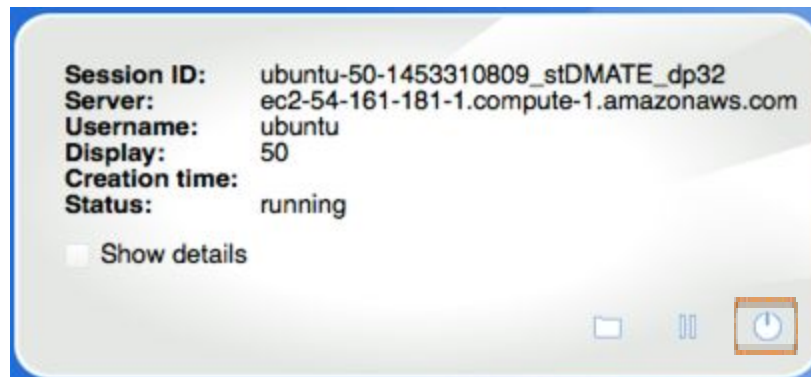 Session ID: ubuntu-50-1453310809_stDMATE_dp32
Server: ec2-54-161-181-1.compute-1.amazonaws.com
Username: ubuntu
Display: 50
Creation time:
Status: running
Show details